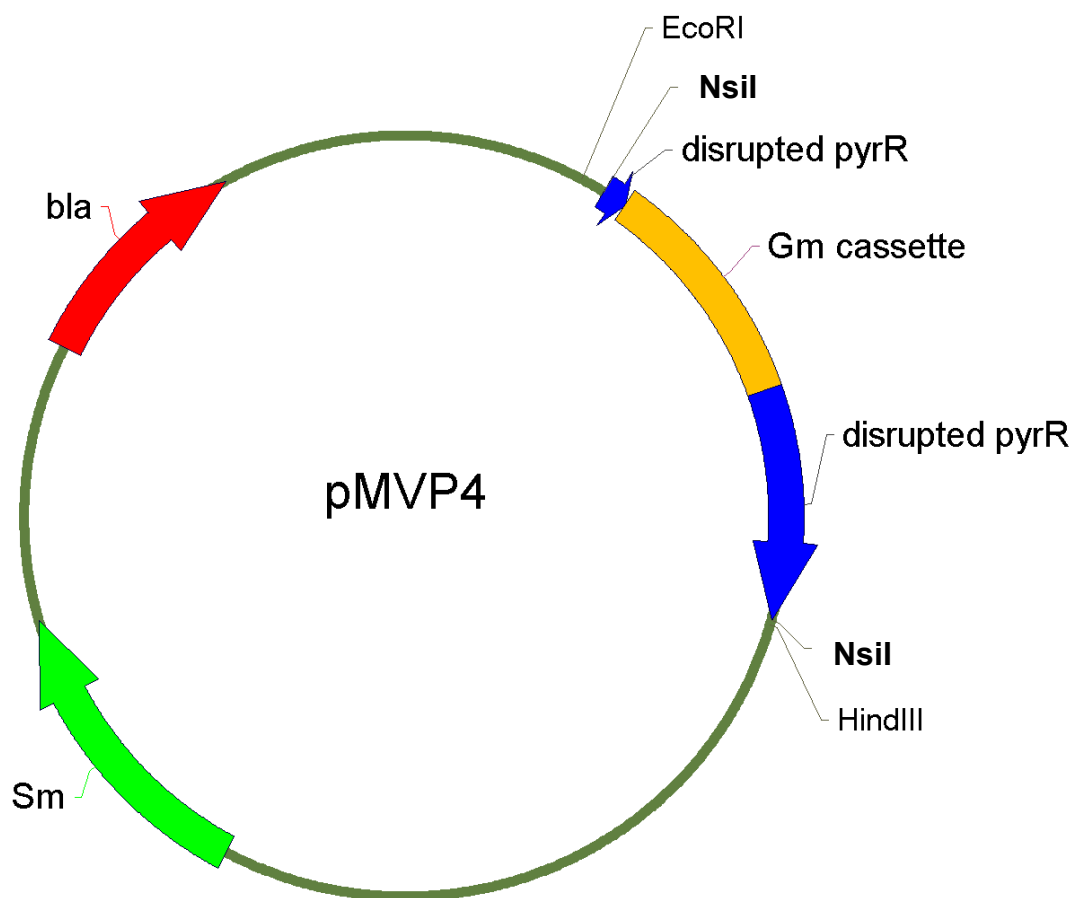 EcoRI
NsiI
disrupted pyrR
bla
Gm cassette
disrupted pyrR
pMVP4
NsiI
HindIII
Sm